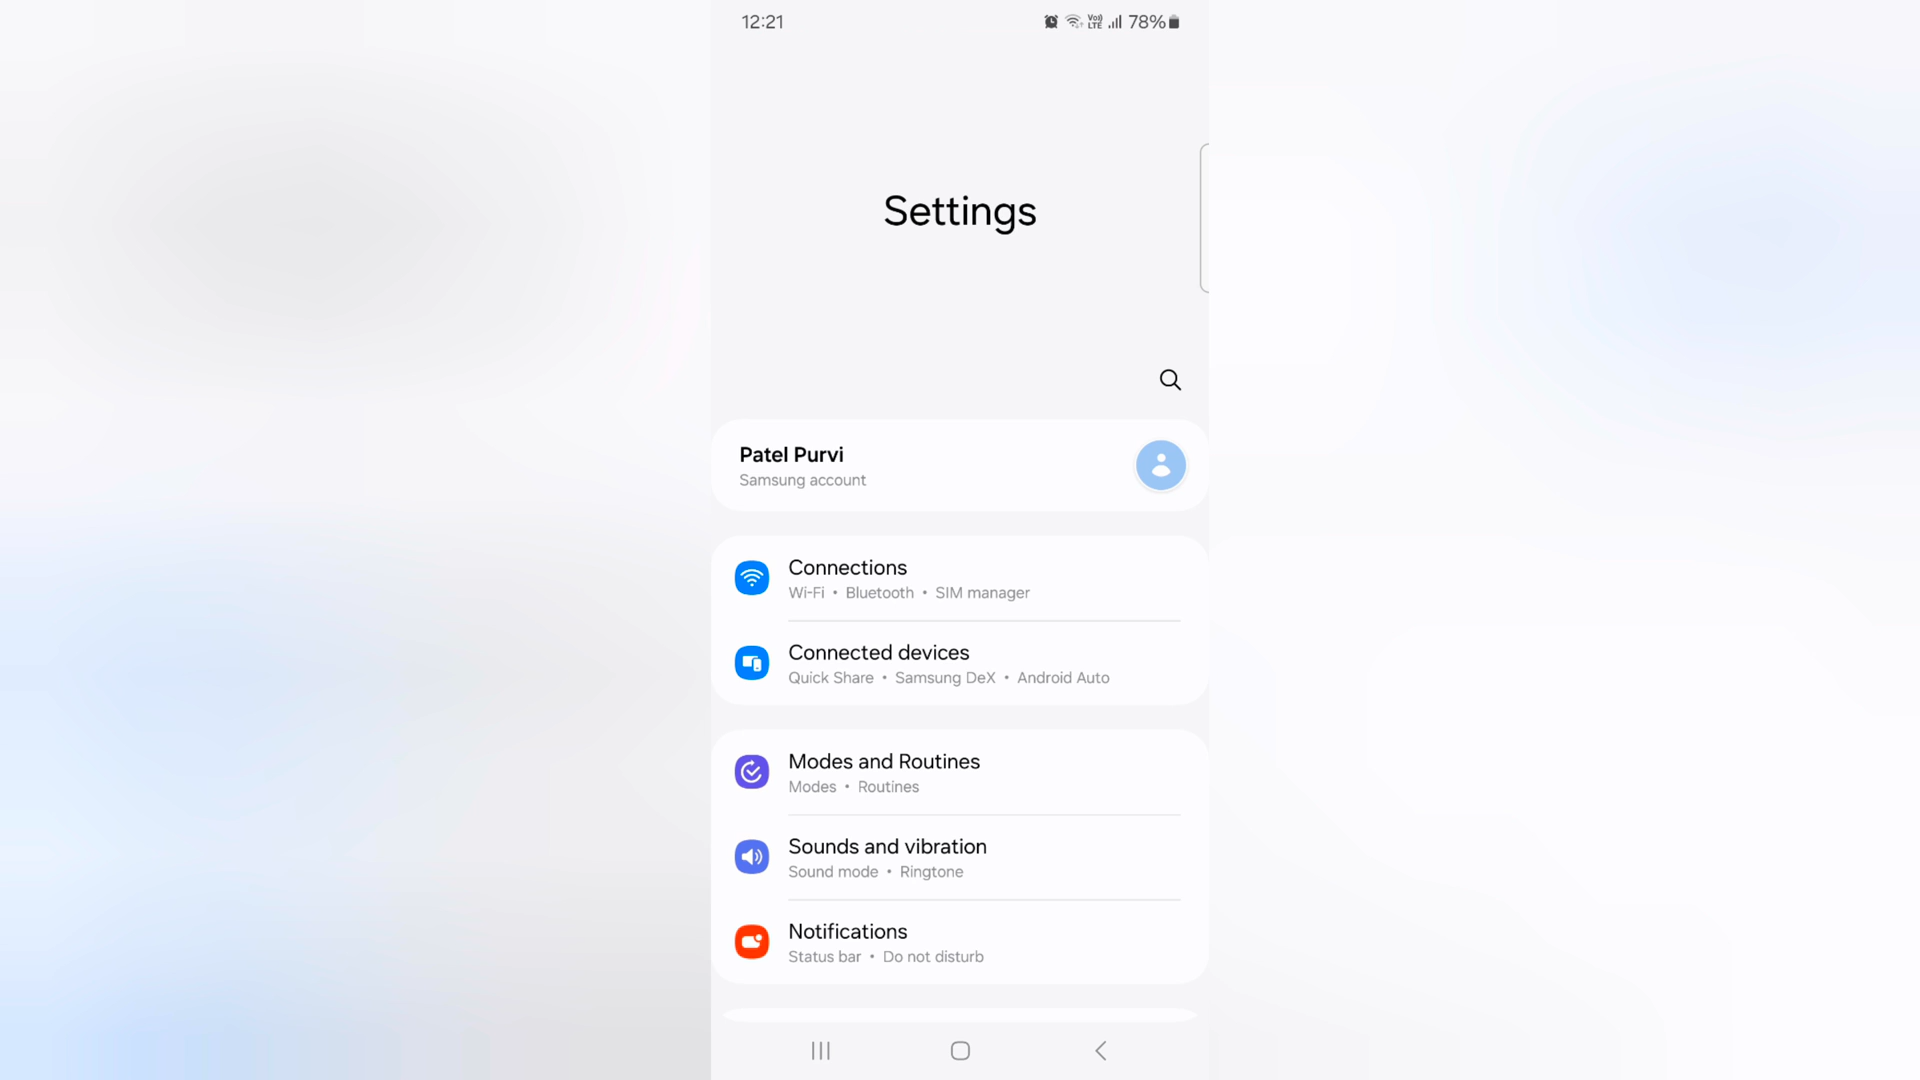 12:21 Vo) LTE 78%
Settings
Patel Purvi
Samsung account
Connections
Wi-Fi • Bluetooth • SIM manager
Connected devices
Quick Share • Samsung DeX • Android Auto
Modes and Routines
Modes • Routines
Sounds and vibration
Sound mode • Ringtone
Notifications
Status bar • Do not disturb